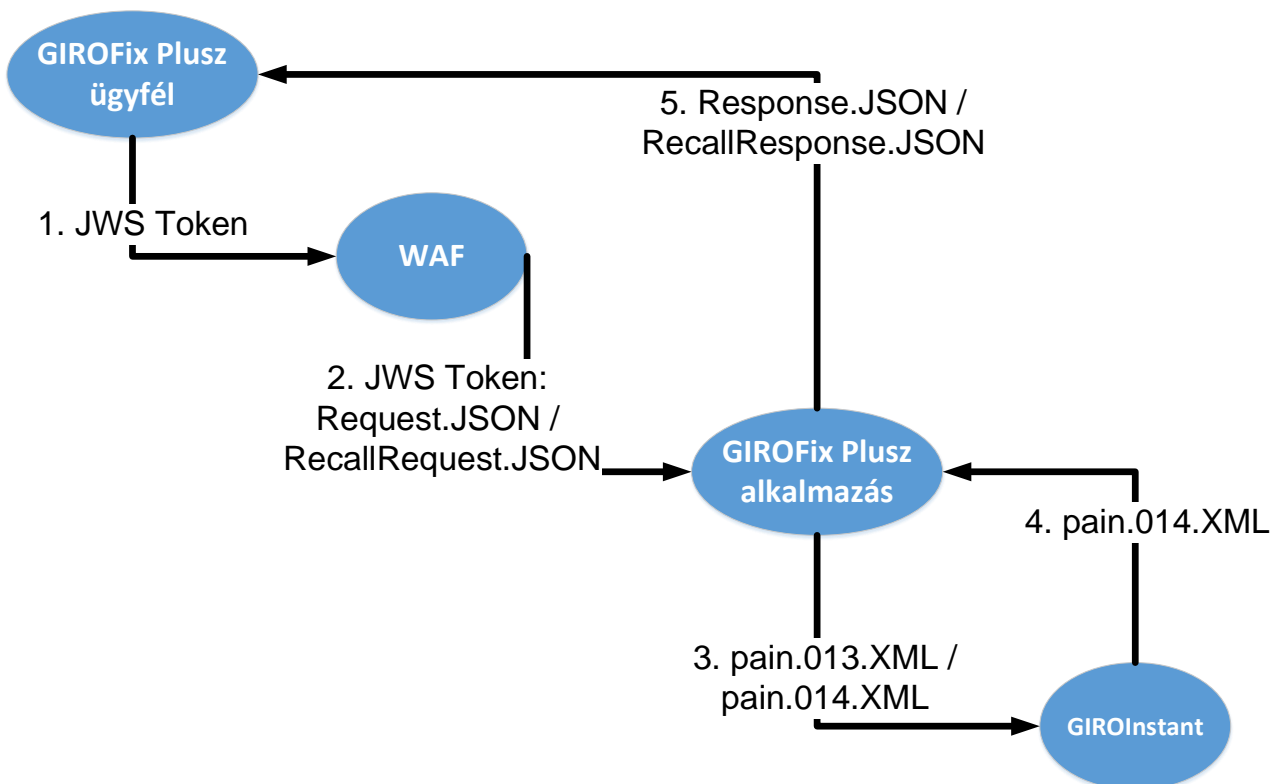 GIROFix Plusz
ügyfél
5. Response.JSON /
RecallResponse.JSON
1. JWS Token
WAF
2. JWS Token:
Request.JSON /
RecallRequest.JSON
GIROFix Plusz
alkalmazás
4. pain.014.XML
3. pain.013.XML /
pain.014.XML
GIROInstant